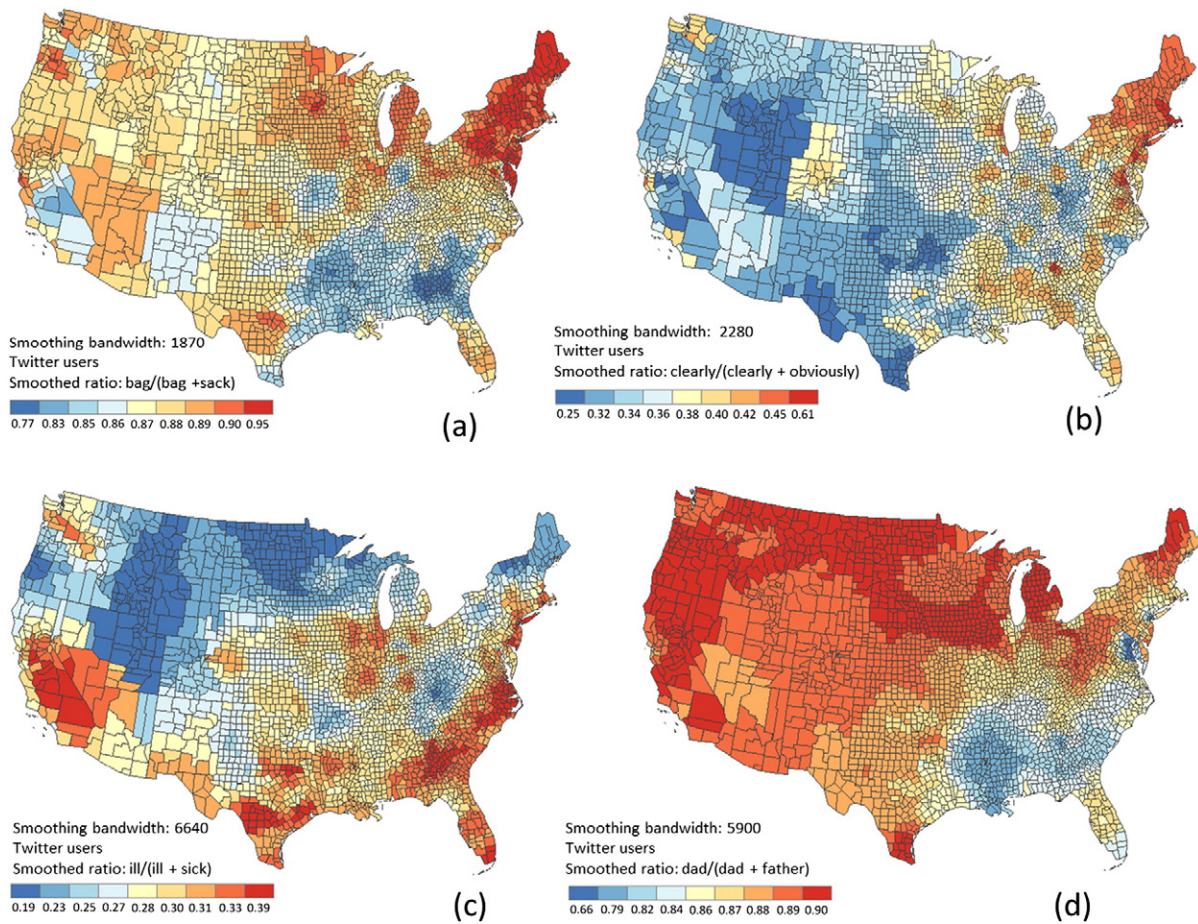 Smoothing bandwidth: 1870
Twitter users
Smoothed ratio: bag/(bag +sack)
0.77 0.83 0.85 0.86 0.87 0.88 0.89 0.90 0.95
(a)
Smoothing bandwidth: 2280
Twitter users
Smoothed ratio: clearly/(clearly + obviously)
0.25 0.32 0.34 0.36 0.38 0.40 0.42 0.45 0.61
(b)
Smoothing bandwidth: 6640
Twitter users
Smoothed ratio: ill/(ill + sick)
0.19 0.23 0.25 0.27 0.28 0.30 0.31 0.33 0.39
(c)
Smoothing bandwidth: 5900
Twitter users
Smoothed ratio: dad/(dad + father)
0.66 0.79 0.82 0.84 0.86 0.87 0.88 0.89 0.90
(d)